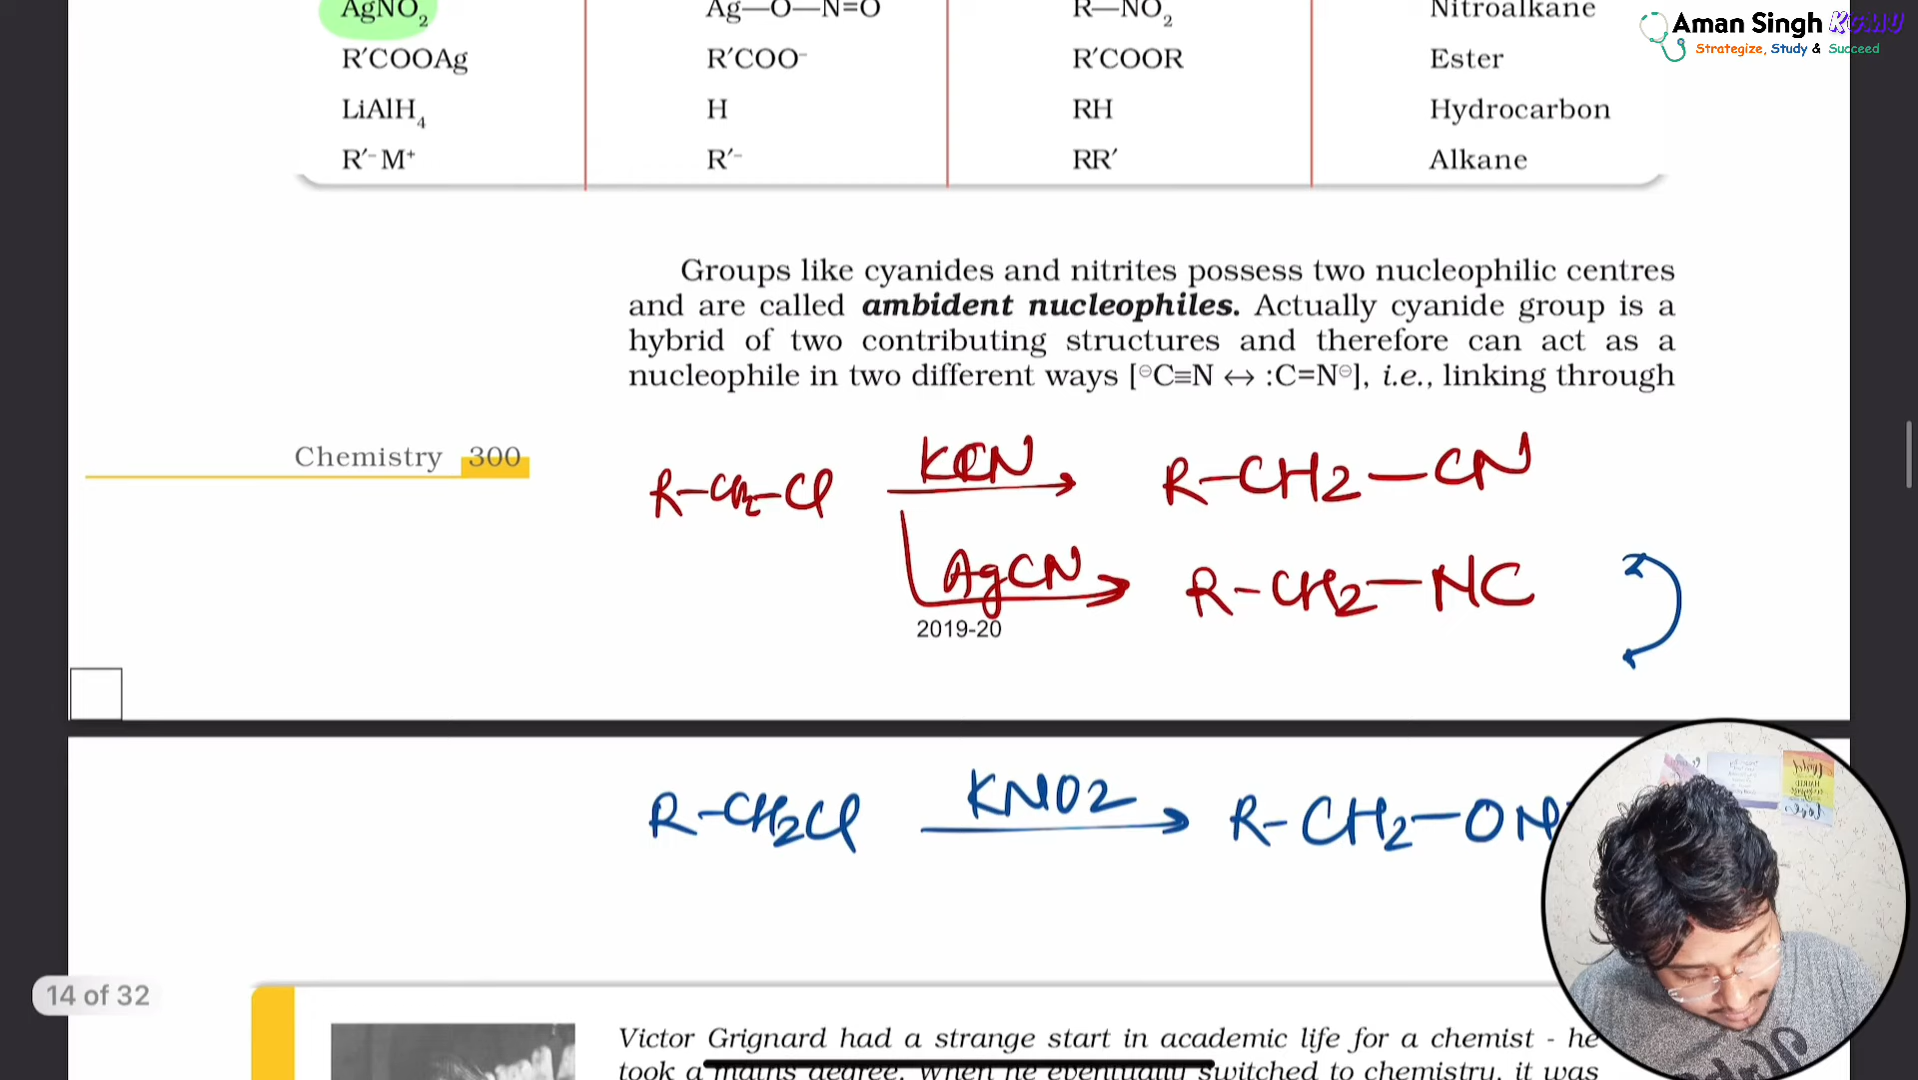 AgNO2 Ag—O—N=O R—NO2 Nitroalkane
Aman Singh KGMU
Strategize, Study & Succeed
R′COOAg R′COO⁻ R′COOR Ester
LiAlH4 H RH Hydrocarbon
R′⁻M⁺ R′⁻ RR′ Alkane
Groups like cyanides and nitrites possess two nucleophilic centres
and are called ambident nucleophiles. Actually cyanide group is a
hybrid of two contributing structures and therefore can act as a
nucleophile in two different ways [⊖C≡N ↔ :C=N⊖], i.e., linking through
Chemistry 300
R-CH2-Cl KCN → R-CH2-CN
AgCN → R-CH2-NC
2019-20
R-CH2Cl KNO2 → R-CH2-ON
14 of 32
Victor Grignard had a strange start in academic life for a chemist - he
took a maths degree. When he eventually switched to chemistry, it was